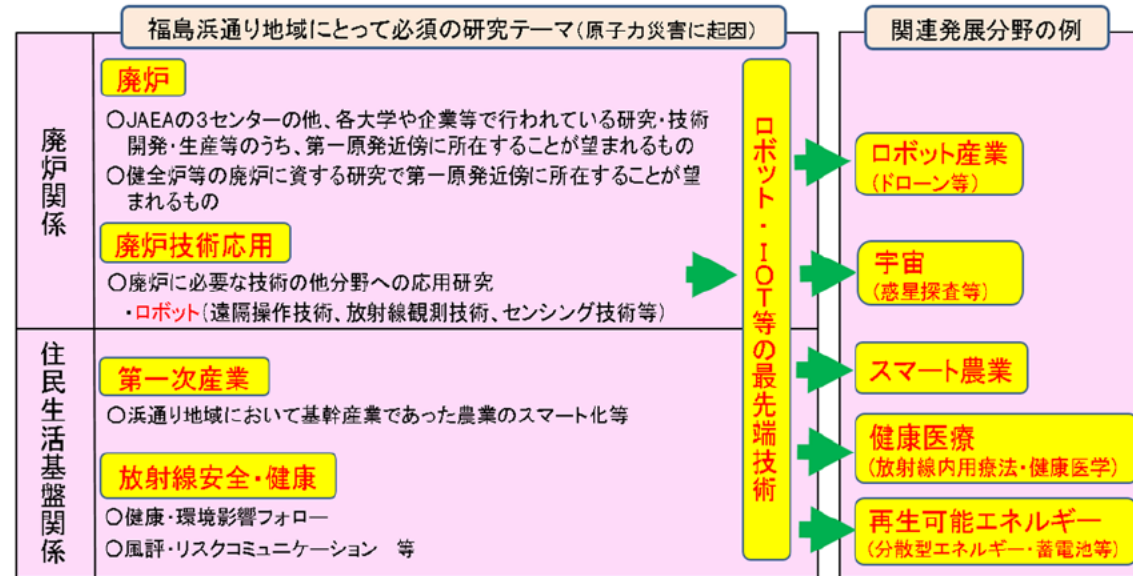 福島浜通り地域にとって必須の研究テーマ(原子力災害に起因)
関連発展分野の例
廃炉関係
廃炉
○JAEAの3センターの他、各大学や企業等で行われている研究・技術
開発・生産等のうち、第一原発近傍に所在することが望まれるもの
○健全炉等の廃炉に資する研究で第一原発近傍に所在することが望
まれるもの
廃炉技術応用
○廃炉に必要な技術の他分野への応用研究
・ロボット(遠隔操作技術、放射線観測技術、センシング技術等)
住民生活基盤関係
第一次産業
○浜通り地域において基幹産業であった農業のスマート化等
放射線安全・健康
○健康・環境影響フォロー
○風評・リスクコミュニケーション 等
ロボット・IOT等の最先端技術
ロボット産業
(ドローン等)
宇宙
(惑星探査等)
スマート農業
健康医療
(放射線内用療法・健康医学)
再生可能エネルギー
(分散型エネルギー・蓄電池等)